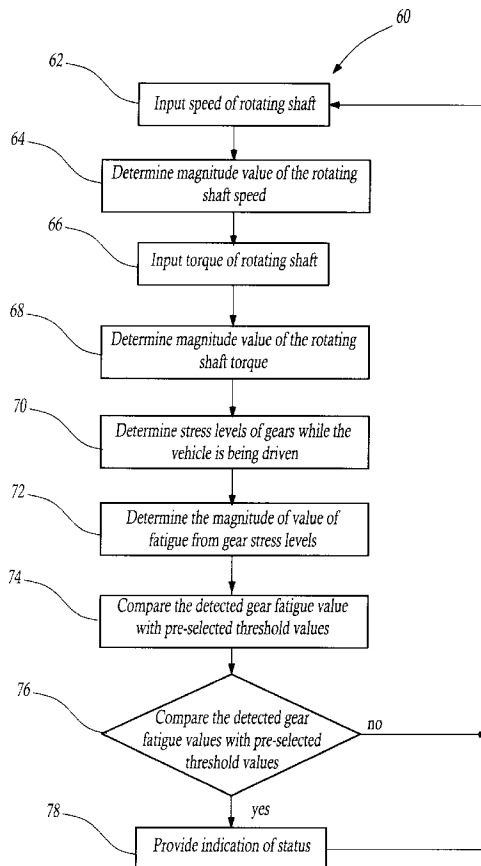 60
62
Input speed of rotating shaft
64
Determine magnitude value of the rotating
shaft speed
66
Input torque of rotating shaft
68
Determine magnitude value of the rotating
shaft torque
70
Determine stress levels of gears while the
vehicle is being driven
72
Determine the magnitude of value of
fatigue from gear stress levels
74
Compare the detected gear fatigue value
with pre-selected threshold values
76
Compare the detected gear
fatigue values with pre-selected
threshold values
no
yes
78
Provide indication of status